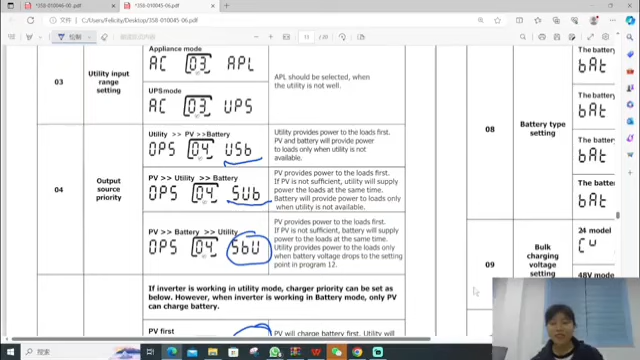 *358-010046-00.pdf
*358-010045-06.pdf
C:/Users/Felicity/Desktop/358-010045-06.pdf
绘制
11
Appliance mode
AC 03 APL
UPS mode
AC 03 UPS
03
Utility input
range
setting
APL should be selected, when
the utility is not well.
04
Output
source
priority
Utility >> PV >>Battery
OPS 04 USb
Utility provides power to the loads first.
PV and battery will provide power
to loads only when utility is not
available.
PV >> Utility >> Battery
OPS 04 SUb
PV provides power to the loads first.
If PV is not sufficient, utility will supply
power the loads at the same time.
Battery will provide power to loads only
when utility is not available.
PV >> Battery >> Utility
OPS 04 SbU
PV provides power to the loads first.
If PV is not sufficient, battery will supply
power to the loads at the same time.
Utility provides power to the loads only
when battery voltage drops to the setting
point in program 12.
If inverter is working in utility mode, charger priority can be set as
below. However, when inverter is working in Battery mode, only PV
can charge battery.
PV first
PV will charge battery first. Utility will
08
Battery type
setting
The battery
bAt
The battery
bAt
The battery
bAt
The battery
bAt
09
Bulk
charging
voltage setting
24 model
CU
48V mode